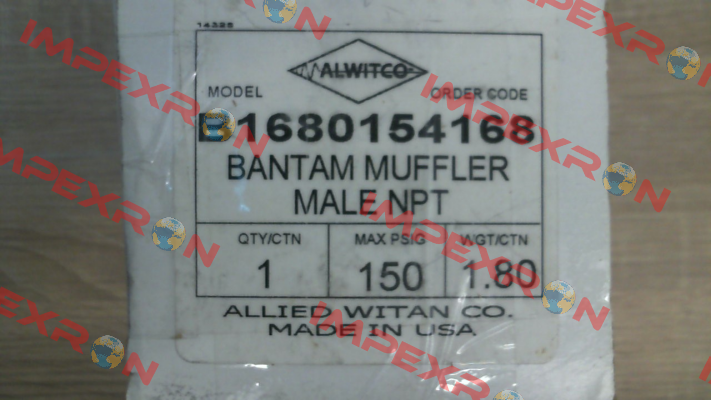 14325
ALWITCO
MODEL ORDER CODE
B1680154168
BANTAM MUFFLER
MALE NPT
QTY/CTN MAX PSIG WGT/CTN
1 150 1.80
ALLIED WITAN CO.
MADE IN USA
IMPEXRON
IMPEXRON
IMPEXRON
IMPEXRON
IMPEXRON
IMPEXRON